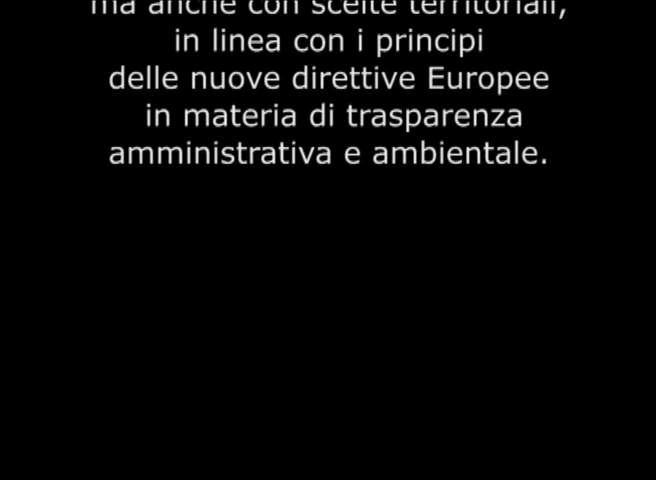 ma anche con scelte territoriali,
in linea con i principi
delle nuove direttive Europee
in materia di trasparenza
amministrativa e ambientale.